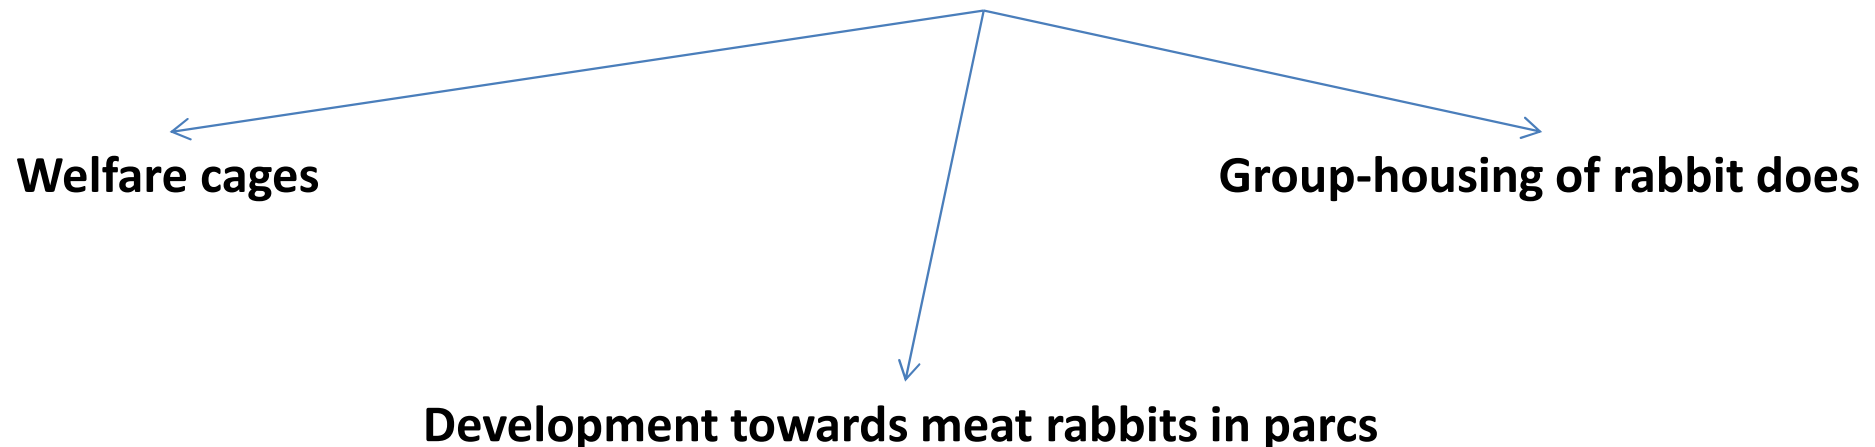 Welfare cages
Group-housing of rabbit does
Development towards meat rabbits in parcs